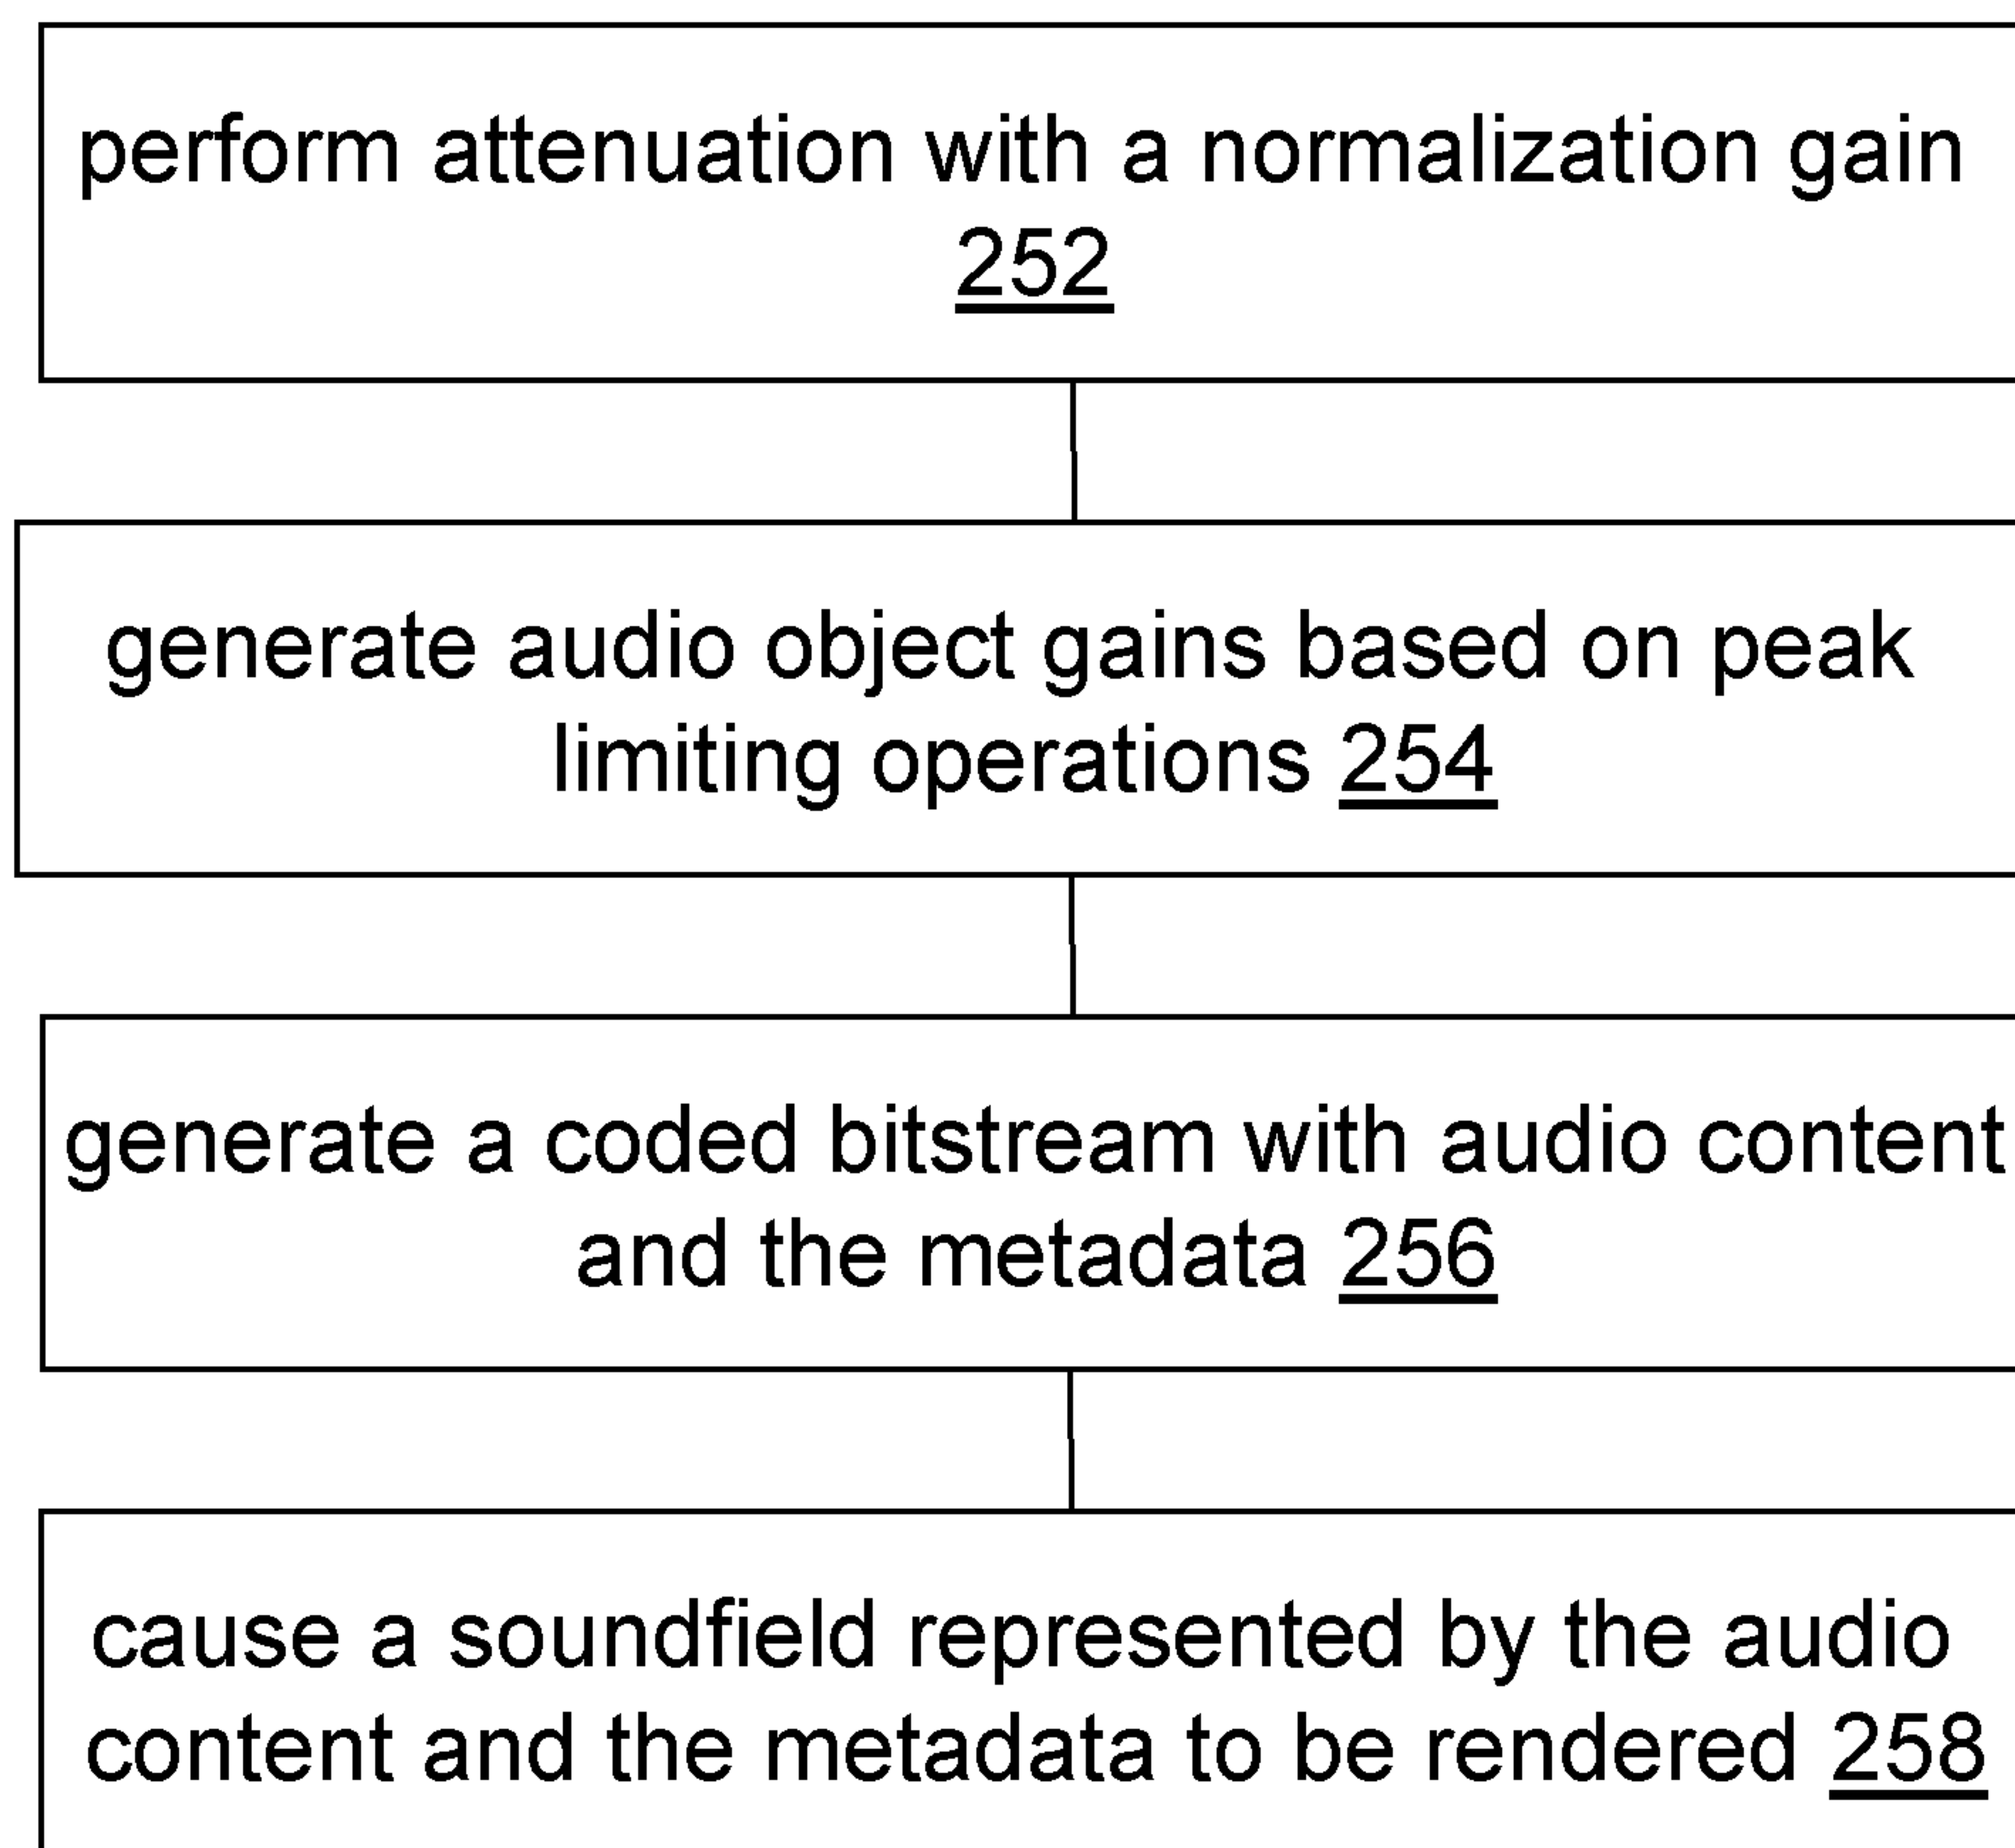 perform attenuation with a normalization gain
252
generate audio object gains based on peak
limiting operations 254
generate a coded bitstream with audio content
and the metadata 256
cause a soundfield represented by the audio
content and the metadata to be rendered 258